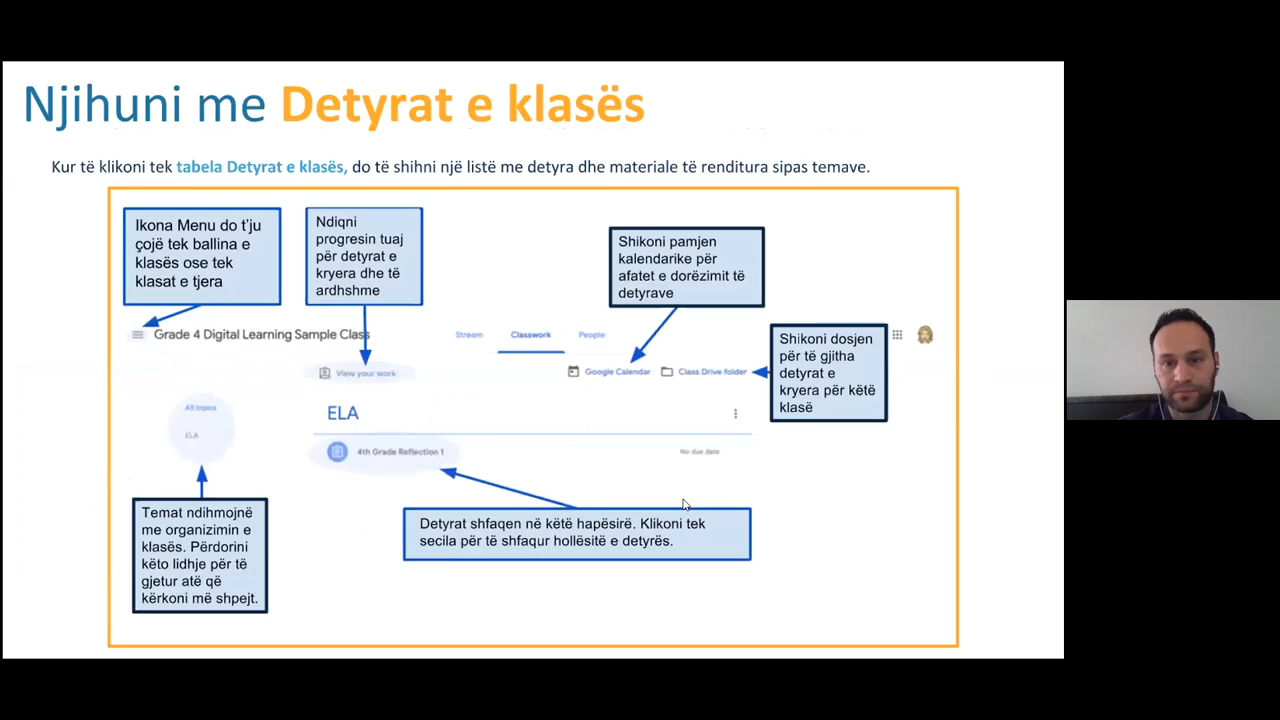 Njihuni me Detyrat e klasës
Kur të klikoni tek tabela Detyrat e klasës, do të shihni një listë me detyra dhe materiale të renditura sipas temave.
Ikona Menu do t'ju
çojë tek ballina e
klasës ose tek
klasat e tjera
Ndiqni
progresin tuaj
për detyrat e
kryera dhe të
ardhshme
Shikoni pamjen
kalendarike për
afatet e dorëzimit të
detyrave
Grade 4 Digital Learning Sample Class
Stream
Classwork
People
Shikoni dosjen
për të gjitha
detyrat e
kryera për këtë
klasë
View your work
Google Calendar
Class Drive folder
All topics
ELA
ELA
4th Grade Reflection 1
No due date
Temat ndihmojnë
me organizimin e
klasës. Përdorini
këto lidhje për të
gjetur atë që
kërkoni më shpejt.
Detyrat shfaqen në këtë hapësirë. Klikoni tek
secila për të shfaqur hollësitë e detyrës.